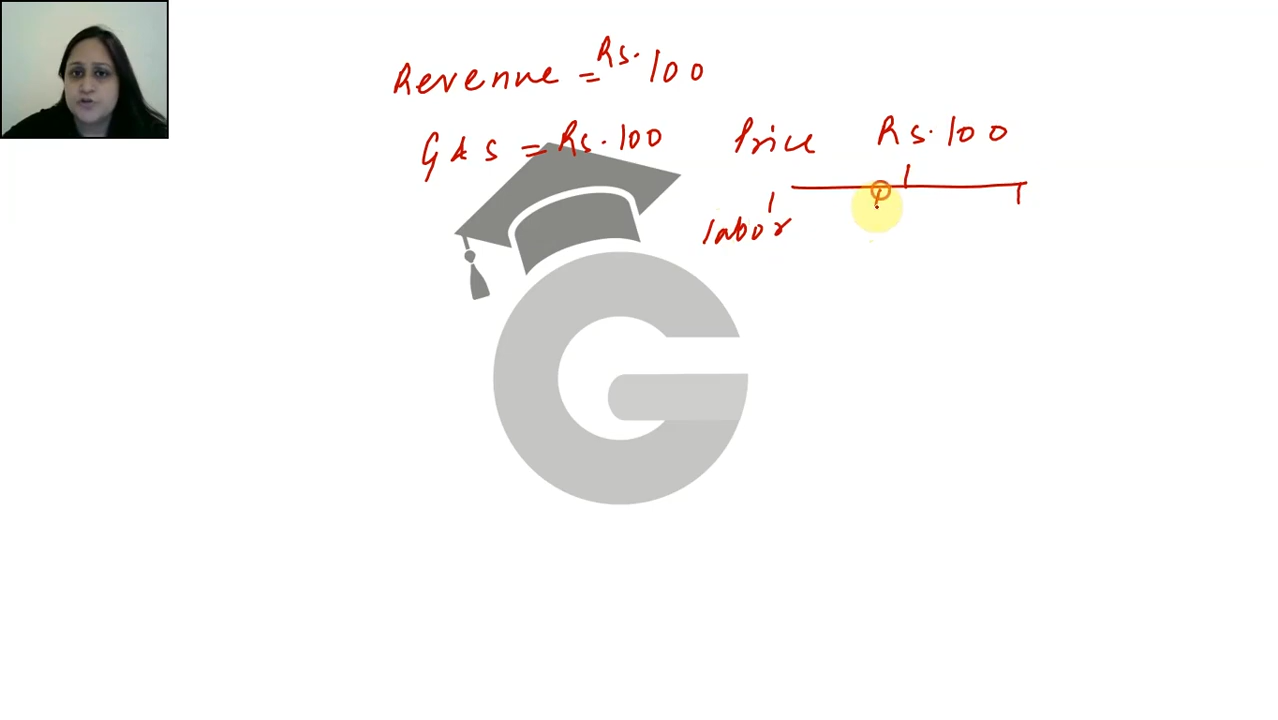 Revenue = Rs. 100
G & S = Rs. 100 Price Rs. 100
labor